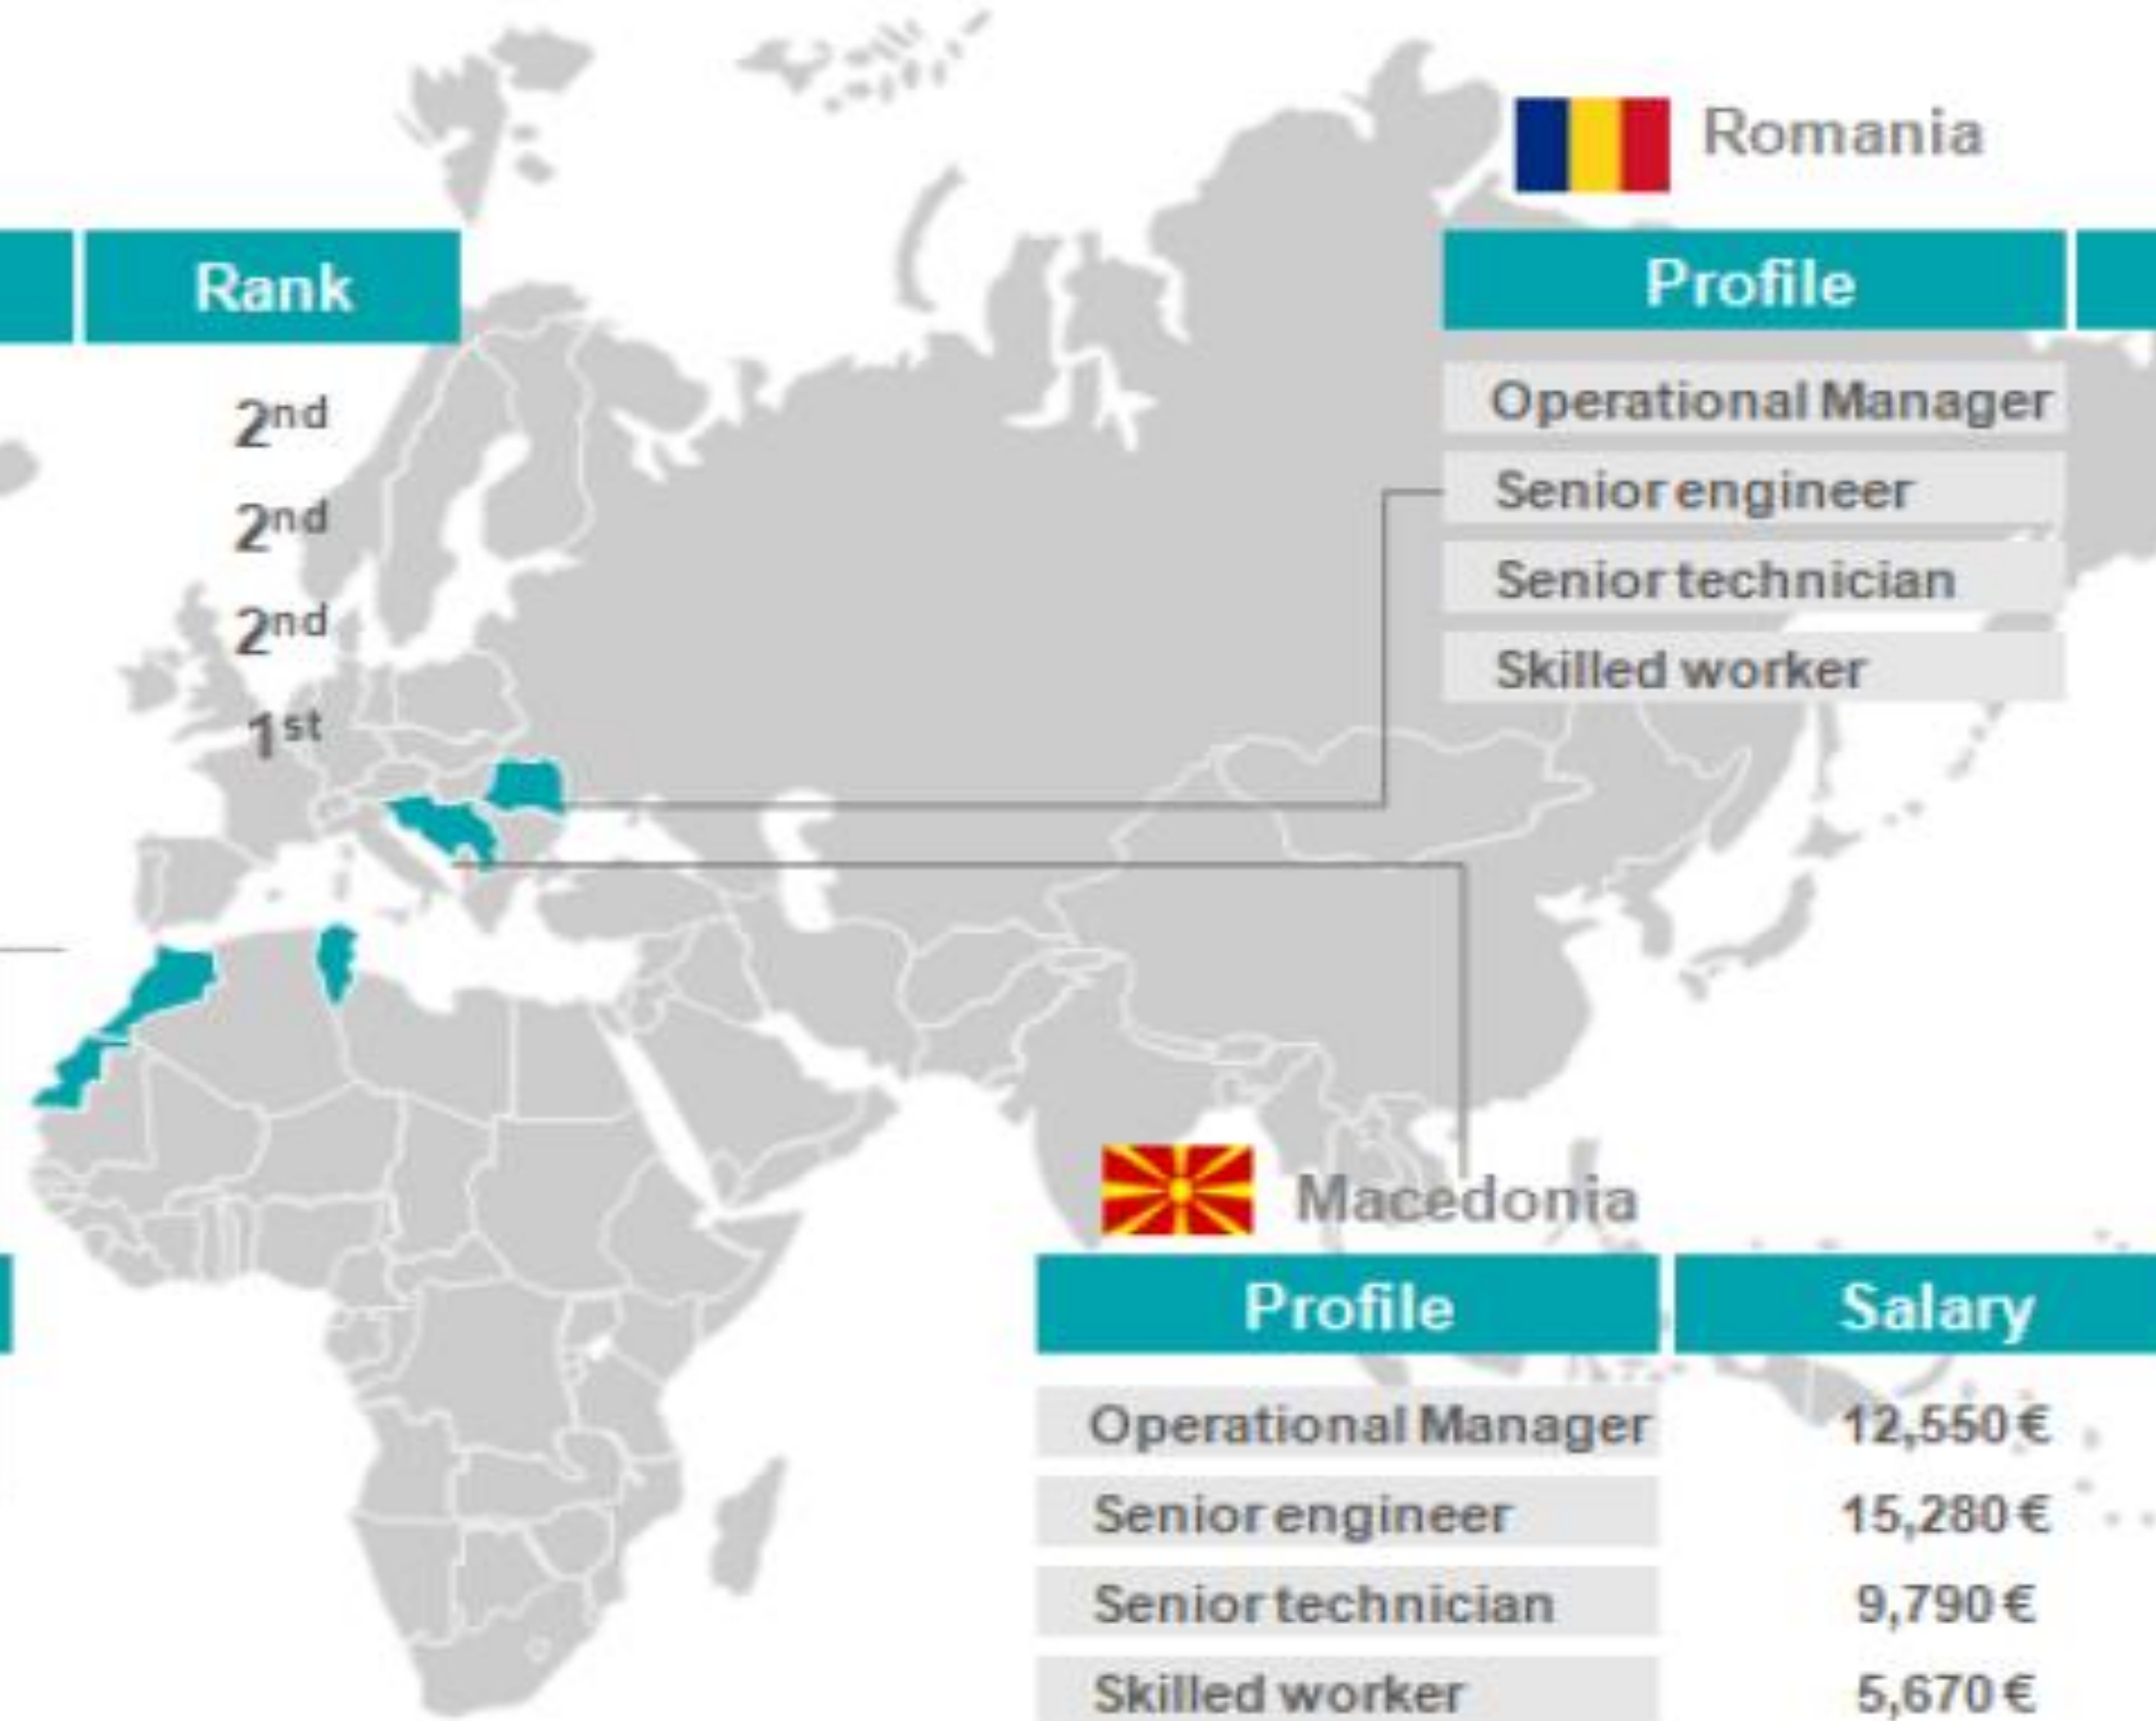 Romania
Rank
Profile
2nd
Operational Manager
2nd
Senior engineer
Senior technician
2nd
Skilled worker
1st
Macedonia
Profile Salary
Operational Manager 12,550 €
Senior engineer 15,280 €
Senior technician 9,790 €
Skilled worker 5,670 €